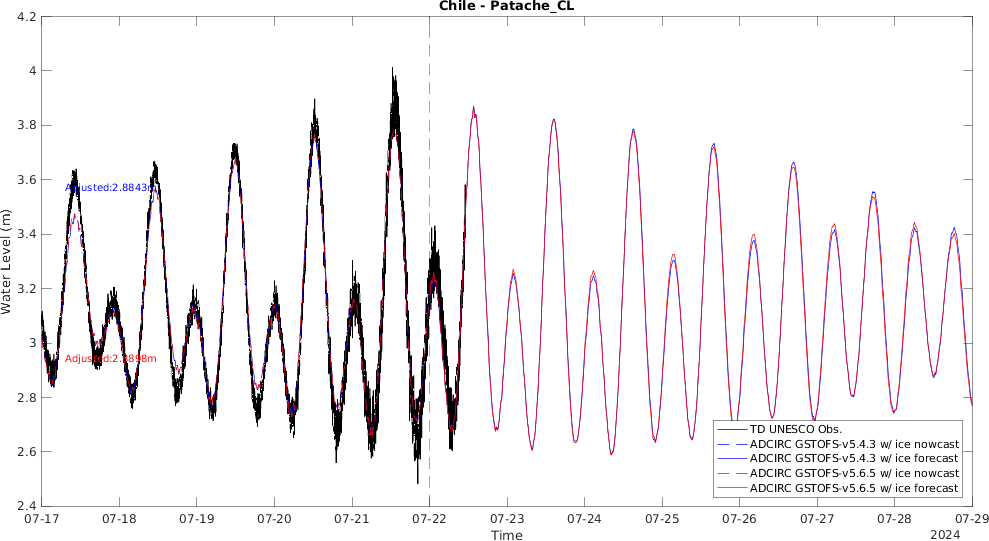 Chile - Patache_CL
4.2
4
3.8
3.6
3.4
3.2
3
2.8
2.6
2.4
Water Level (m)
Adjusted:2.8843m
Adjusted:2.8898m
TD UNESCO Obs.
ADCIRC GSTOFS-v5.4.3 w/ ice nowcast
ADCIRC GSTOFS-v5.4.3 w/ ice forecast
ADCIRC GSTOFS-v5.6.5 w/ ice nowcast
ADCIRC GSTOFS-v5.6.5 w/ ice forecast
07-17 07-18 07-19 07-20 07-21 07-22 07-23 07-24 07-25 07-26 07-27 07-28 07-29
Time
2024